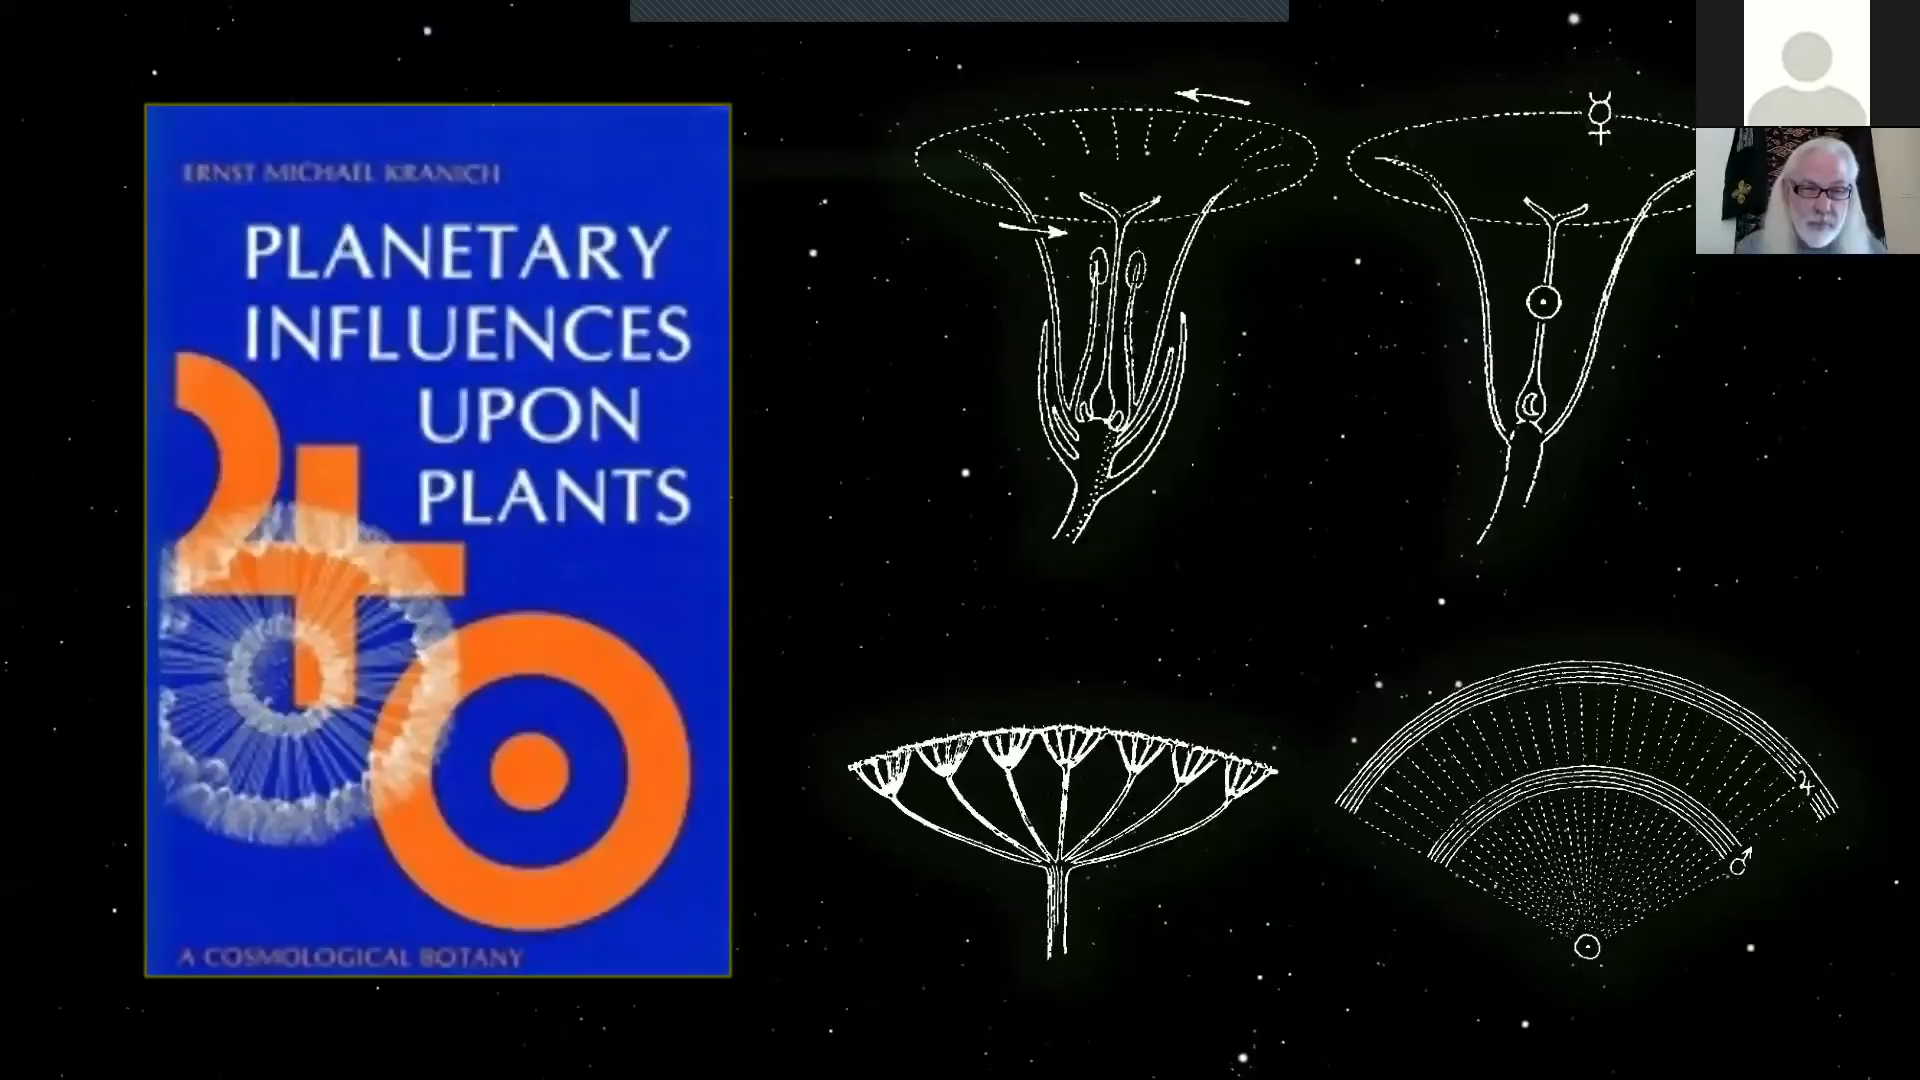 ERNST MICHAEL KRANICH
PLANETARY
INFLUENCES
UPON
PLANTS
A COSMOLOGICAL BOTANY